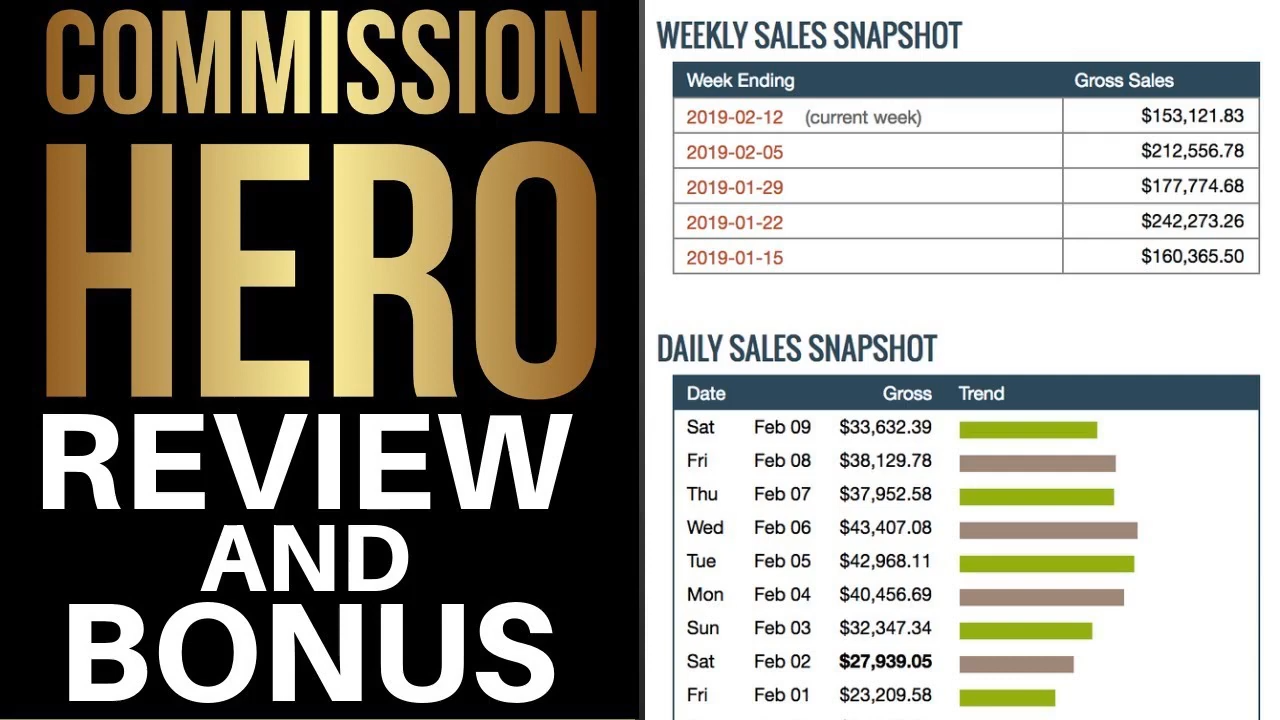 COMMISSION
HERO
REVIEW
AND
BONUS
WEEKLY SALES SNAPSHOT
Week Ending Gross Sales
2019-02-12 (current week) $153,121.83
2019-02-05 $212,556.78
2019-01-29 $177,774.68
2019-01-22 $242,273.26
2019-01-15 $160,365.50
DAILY SALES SNAPSHOT
Date Gross Trend
Sat Feb 09 $33,632.39
Fri Feb 08 $38,129.78
Thu Feb 07 $37,952.58
Wed Feb 06 $43,407.08
Tue Feb 05 $42,968.11
Mon Feb 04 $40,456.69
Sun Feb 03 $32,347.34
Sat Feb 02 $27,939.05
Fri Feb 01 $23,209.58